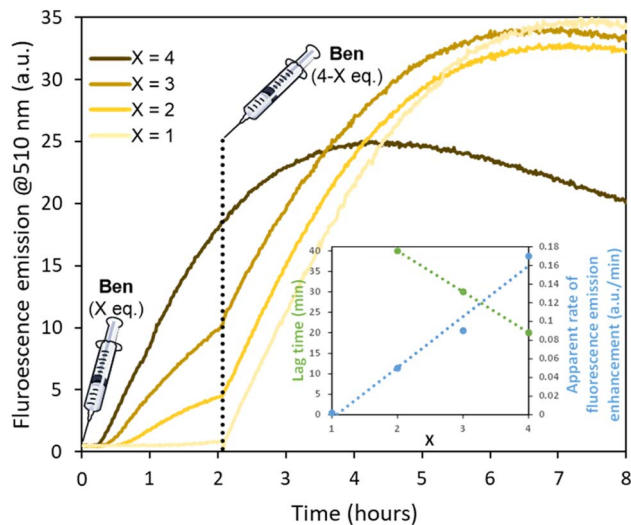 Fluroescence emission @510 nm (a.u.)
35
30
25
20
15
10
5
0
X = 4
X = 3
X = 2
X = 1
Ben
(4-X eq.)
Ben
(X eq.)
Lag time (min)
40
35
30
25
20
15
10
5
0
0.18
0.16
0.14
0.12
0.1
0.08
0.06
0.04
0.02
0
Apparent rate of
fluorescence emission
enhancement (a.u./min)
1 2 3 4
X
0 1 2 3 4 5 6 7 8
Time (hours)